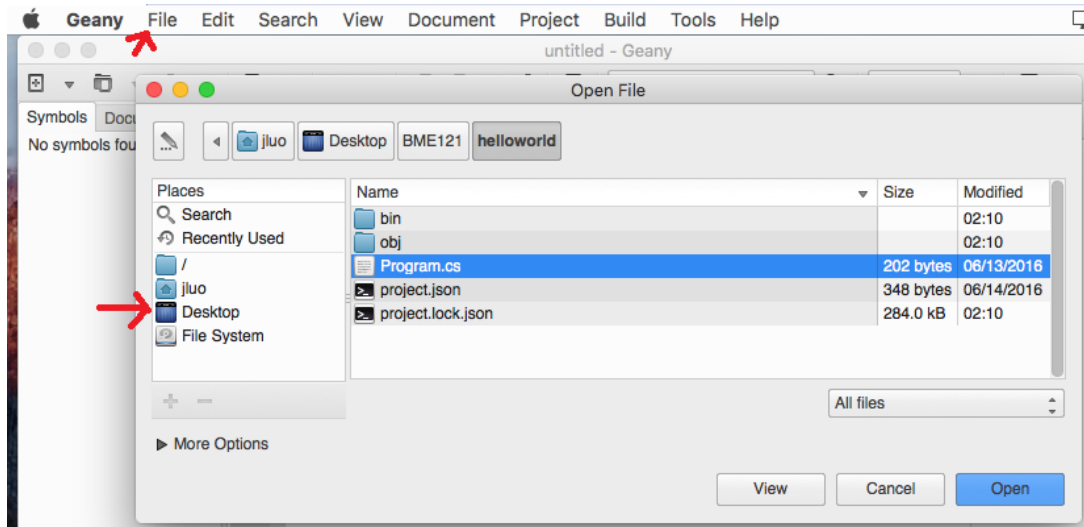 Geany File Edit Search View Document Project Build Tools Help
untitled - Geany
Open File
Symbols
No symbols fou
jluo Desktop BME121 helloworld
Places
Search
Recently Used
/
jluo
Desktop
File System
Name Size Modified
bin 02:10
obj 02:10
Program.cs 202 bytes 06/13/2016
project.json 348 bytes 06/14/2016
project.lock.json 284.0 kB 02:10
All files
More Options
View Cancel Open